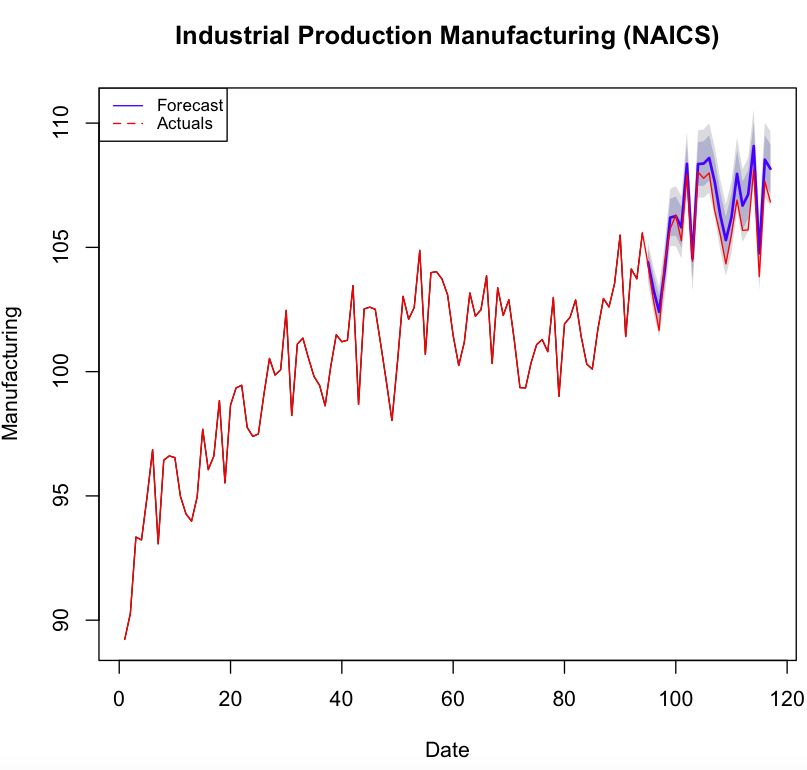 Industrial Production Manufacturing (NAICS)
Forecast
Actuals
110
105
100
95
90
Manufacturing
0 20 40 60 80 100 120
Date